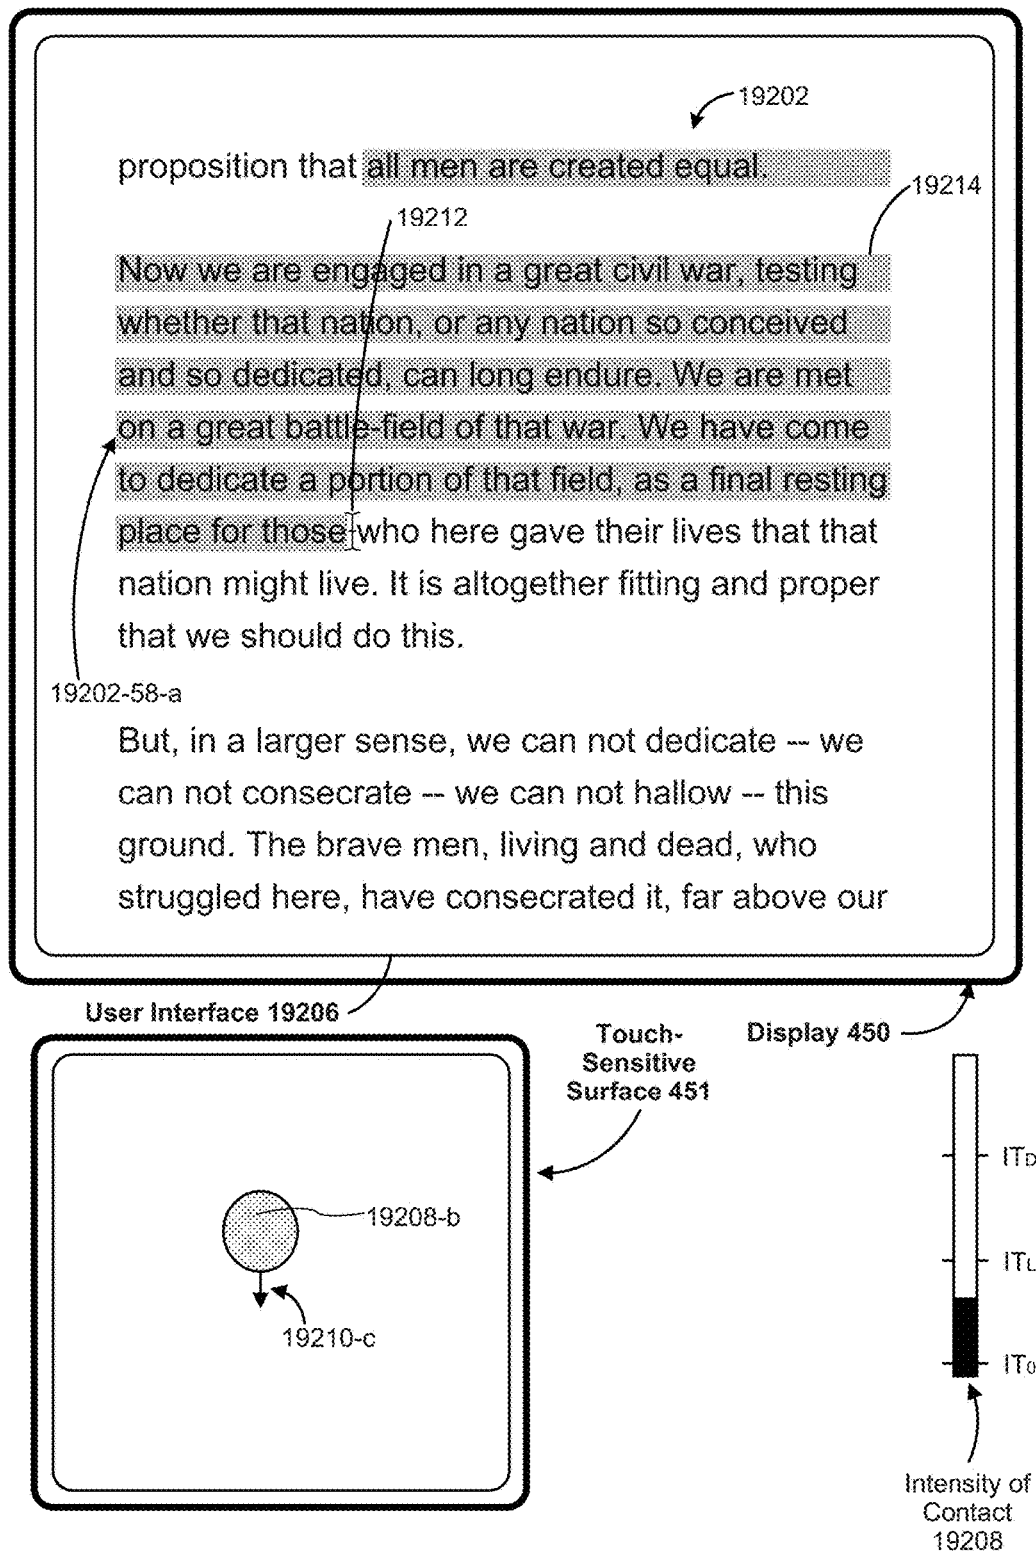 19202
proposition that all men are created equal.
19214
19212
Now we are engaged in a great civil war, testing
whether that nation, or any nation so conceived
and so dedicated, can long endure. We are met
on a great battle-field of that war. We have come
to dedicate a portion of that field, as a final resting
place for those who here gave their lives that that
nation might live. It is altogether fitting and proper
that we should do this.
19202-58-a
But, in a larger sense, we can not dedicate -- we
can not consecrate -- we can not hallow -- this
ground. The brave men, living and dead, who
struggled here, have consecrated it, far above our
User Interface 19206
Touch-
Sensitive
Surface 451
Display 450
ITD
19208-b
ITL
19210-c
IT0
Intensity of
Contact
19208